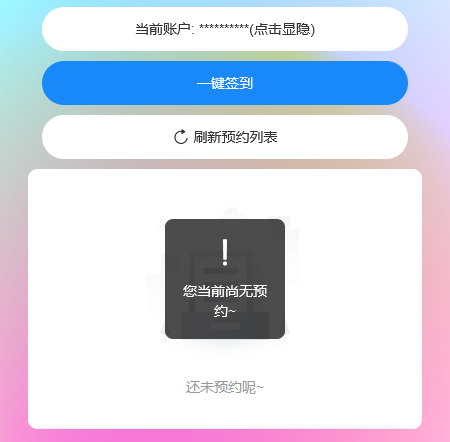 当前账户: **********(点击显隐)
一键签到
刷新预约列表
!
您当前尚无预
约~
还未预约呢~